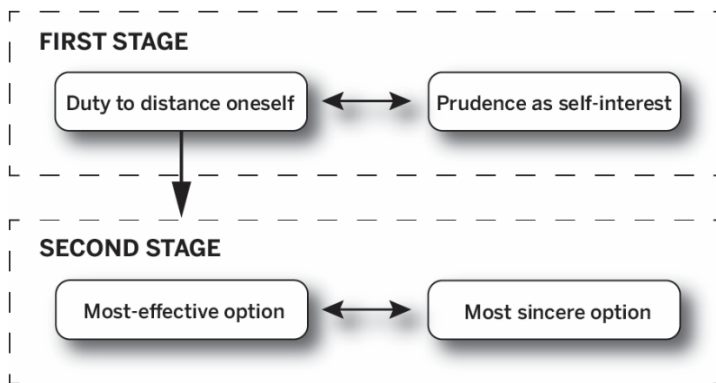 FIRST STAGE
Duty to distance oneself
Prudence as self-interest
SECOND STAGE
Most-effective option
Most sincere option